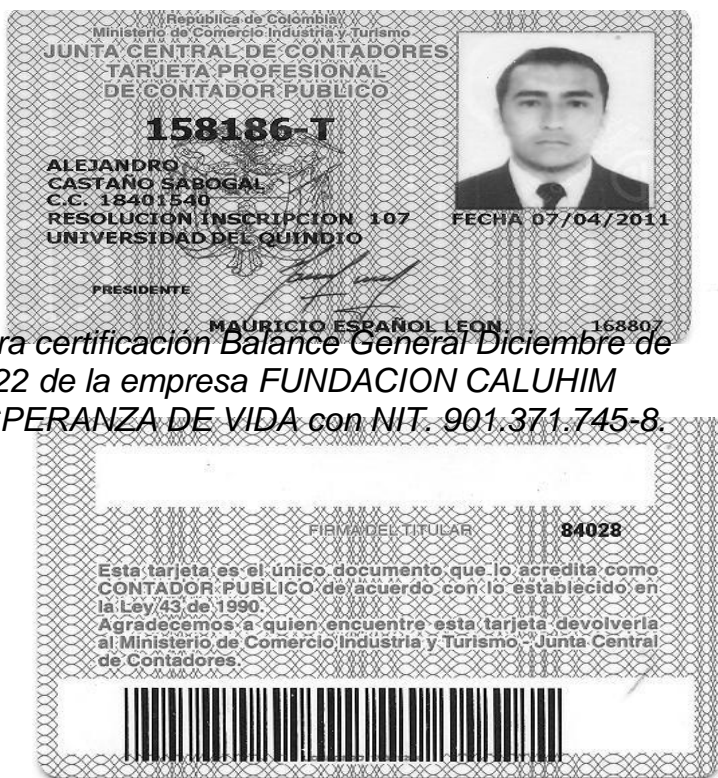 República de Colombia
Ministerio de Comercio Industria y Turismo
JUNTA CENTRAL DE CONTADORES
TARJETA PROFESIONAL
DE CONTADOR PUBLICO
158186-T
ALEJANDRO
CASTAÑO SABOGAL
C.C. 18401540
RESOLUCION INSCRIPCION 107 FECHA 07/04/2011
UNIVERSIDAD DEL QUINDIO
PRESIDENTE
MAURICIO ESPAÑOL LEON 168807
ra certificación Balance General Diciembre de
22 de la empresa FUNDACION CALUHIM
PERANZA DE VIDA con NIT. 901.371.745-8.
FIRMA DEL TITULAR 84028
Esta tarjeta es el único documento que lo acredita como
CONTADOR PUBLICO de acuerdo con lo establecido en
la Ley 43 de 1990.
Agradecemos a quien encuentre esta tarjeta devolverla
al Ministerio de Comercio Industria y Turismo - Junta Central
de Contadores.